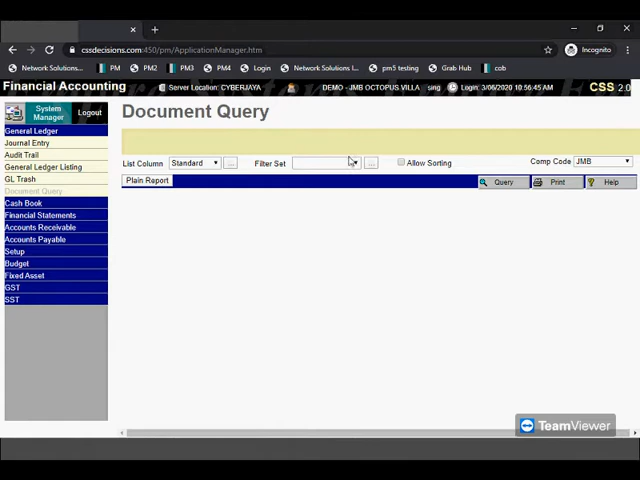 cssdecisions.com:450/pm/ApplicationManager.htm
Incognito
Network Solutions... PM PM2 PM3 PM4 Login Network Solutions l... pm5 testing Grab Hub cob
Financial Accounting
Server Location: CYBERJAYA
DEMO - JMB OCTOPUS VILLA
sing
Login: 3/06/2020 10:56:45 AM
CSS 2.0
System Manager
Logout
Document Query
General Ledger
Journal Entry
Audit Trail
General Ledger Listing
GL Trash
Document Query
Cash Book
Financial Statements
Accounts Receivable
Accounts Payable
Setup
Budget
Fixed Asset
GST
SST
List Column Standard ... Filter Set ... Allow Sorting Comp Code JMB
Plain Report Query Print Help
TeamViewer